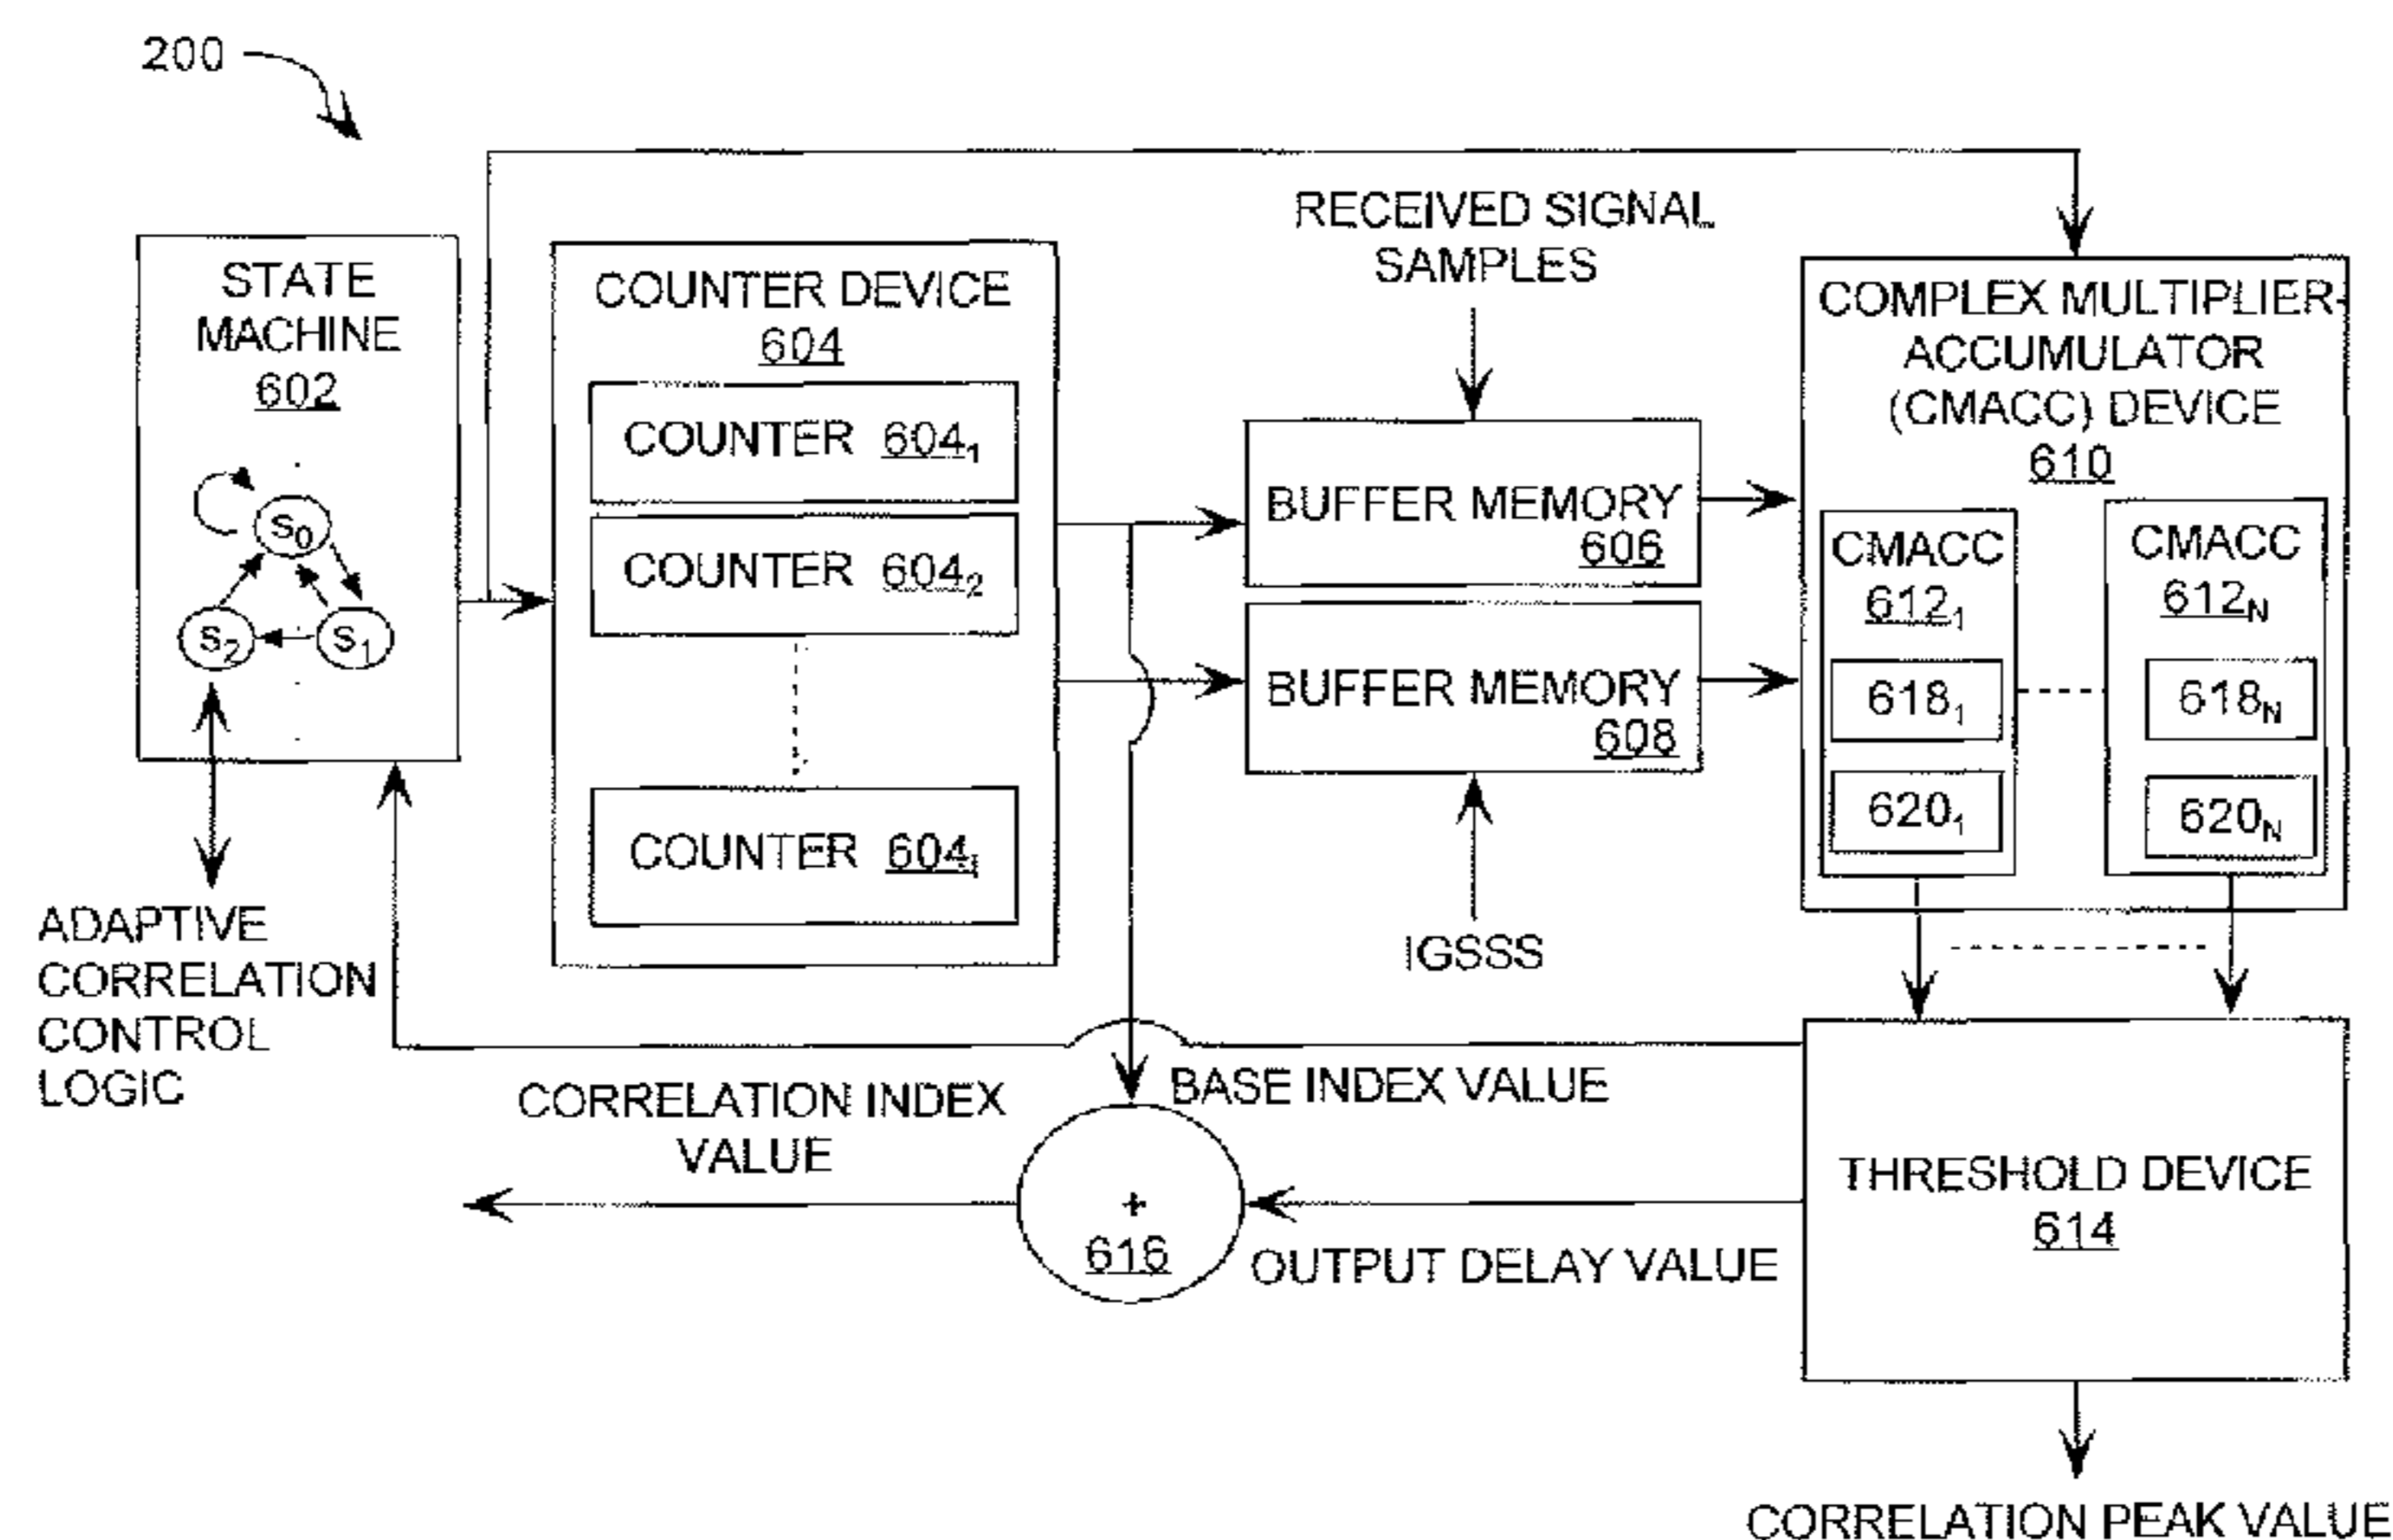 200
STATE
MACHINE
602
S0
S2
S1
ADAPTIVE
CORRELATION
CONTROL
LOGIC
COUNTER DEVICE
604
COUNTER 604₁
COUNTER 604₂
COUNTER 604ᵢ
RECEIVED SIGNAL
SAMPLES
BUFFER MEMORY
606
BUFFER MEMORY
608
IGSSS
COMPLEX MULTIPLIER-
ACCUMULATOR
(CMACC) DEVICE
610
CMACC
612₁
618₁
620₁
CMACC
612N
618N
620N
BASE INDEX VALUE
CORRELATION INDEX
VALUE
+
616
OUTPUT DELAY VALUE
THRESHOLD DEVICE
614
CORRELATION PEAK VALUE